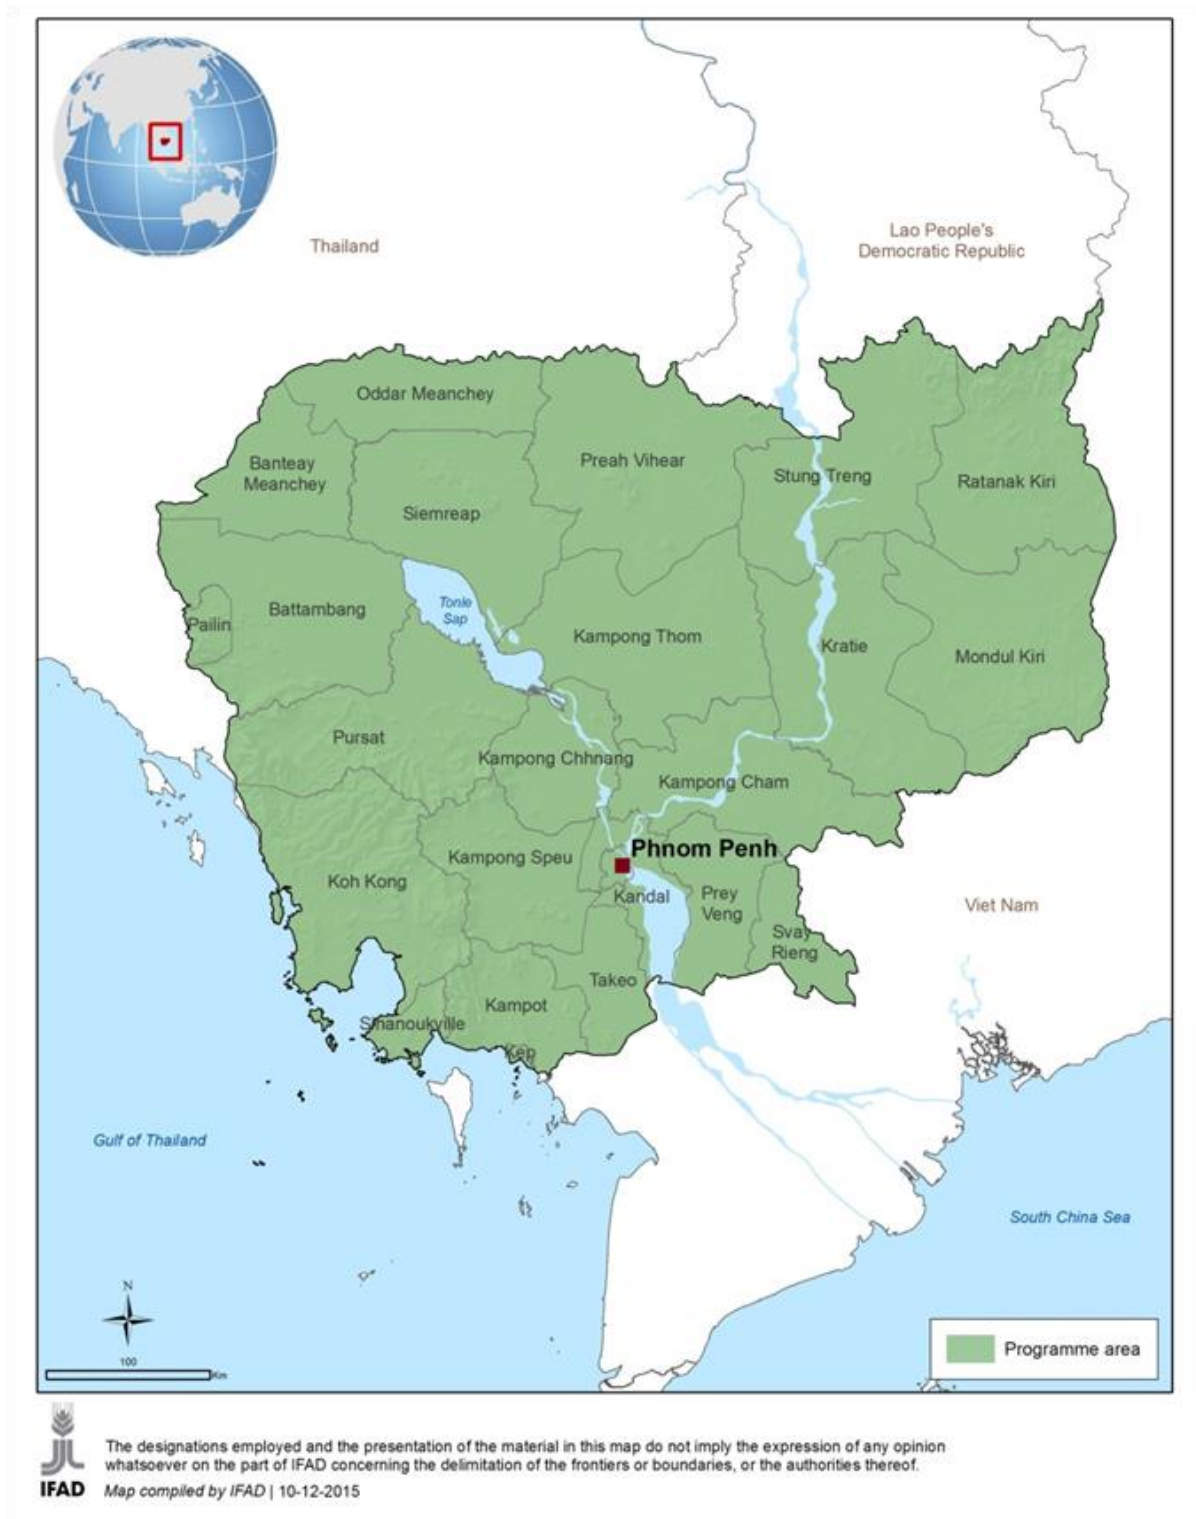 Thailand
Lao People's
Democratic Republic
Oddar Meanchey
Banteay
Meanchey
Preah Vihear
Stung Treng
Ratanak Kiri
Siemreap
Tonle
Sap
Battambang
Pailin
Kampong Thom
Kratie
Mondul Kiri
Pursat
Kampong Chhnang
Kampong Cham
Phnom Penh
Kampong Speu
Koh Kong
Kandal
Prey
Veng
Viet Nam
Svay
Rieng
Takeo
Kampot
Sihanoukville
Kep
Gulf of Thailand
South China Sea
N
100
Km
Programme area
The designations employed and the presentation of the material in this map do not imply the expression of any opinion
whatsoever on the part of IFAD concerning the delimitation of the frontiers or boundaries, or the authorities thereof.
IFAD Map compiled by IFAD | 10-12-2015